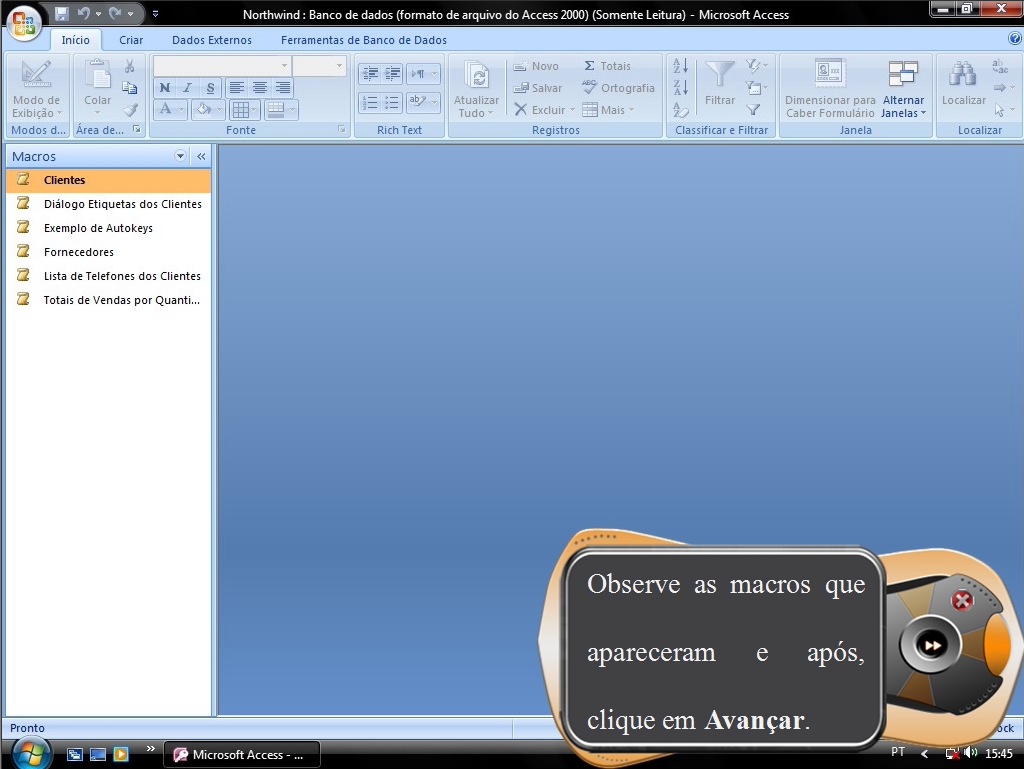 Northwind : Banco de dados (formato de arquivo do Access 2000) (Somente Leitura) - Microsoft Access
Início Criar Dados Externos Ferramentas de Banco de Dados
Modo de Exibição
Modos d...
Colar
Área de...
N I S
A
Fonte
ab
Rich Text
Atualizar Tudo
Novo
Salvar
Excluir
Totais
Ortografia
Mais
Registros
Filtrar
Classificar e Filtrar
Dimensionar para Caber Formulário
Alternar Janelas
Janela
Localizar
Localizar
Macros
Clientes
Diálogo Etiquetas dos Clientes
Exemplo de Autokeys
Fornecedores
Lista de Telefones dos Clientes
Totais de Vendas por Quanti...
Observe as macros que
apareceram e após,
clique em Avançar.
Pronto
ock
Microsoft Access - ...
PT
15:45